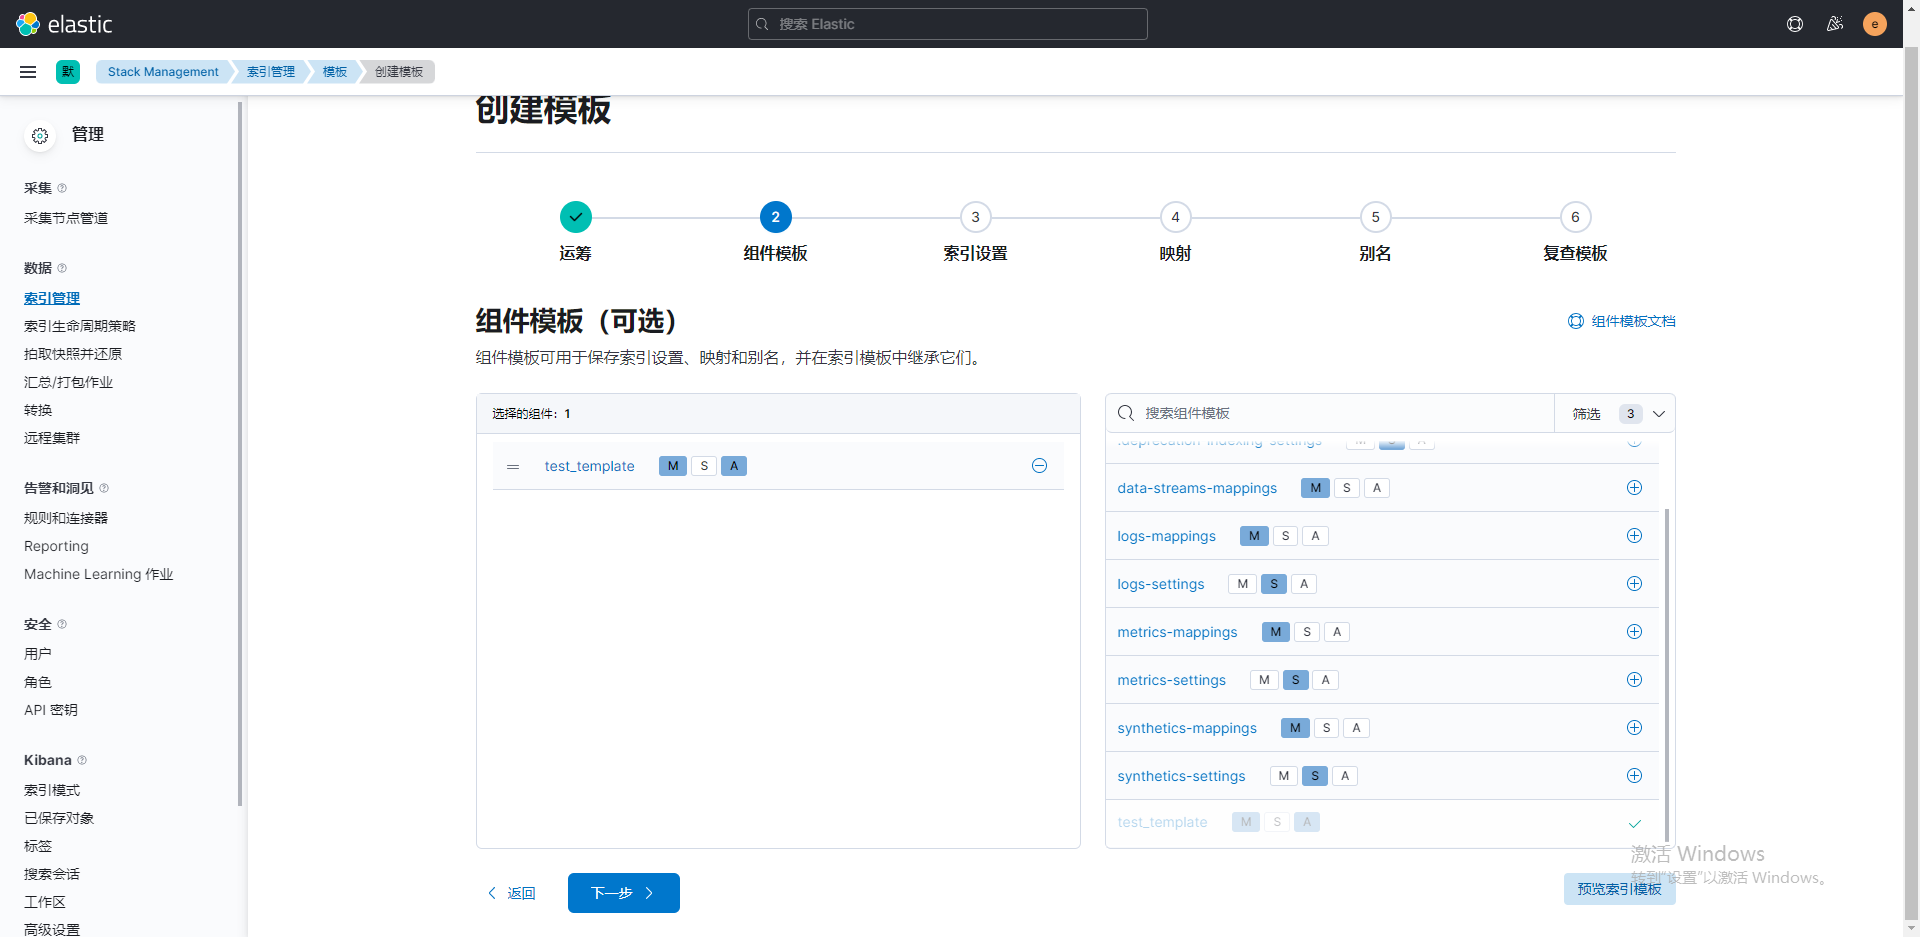 elastic
搜索 Elastic
e
默
Stack Management
索引管理
模板
创建模板
管理
采集
采集节点管道
数据
索引管理
索引生命周期策略
拍取快照并还原
汇总/打包作业
转换
远程集群
告警和洞见
规则和连接器
Reporting
Machine Learning 作业
安全
用户
角色
API 密钥
Kibana
索引模式
已保存对象
标签
搜索会话
工作区
高级设置
创建模板
2
3
4
5
6
运筹
组件模板
索引设置
映射
别名
复查模板
组件模板（可选）
组件模板文档
组件模板可用于保存索引设置、映射和别名，并在索引模板中继承它们。
选择的组件：1
test_template M S A
搜索组件模板
筛选 3
.deprecation-indexing-settings M S A
data-streams-mappings M S A
logs-mappings M S A
logs-settings M S A
metrics-mappings M S A
metrics-settings M S A
synthetics-mappings M S A
synthetics-settings M S A
test_template M S A
返回
下一步
预览索引模板
激活 Windows
转到“设置”以激活 Windows。